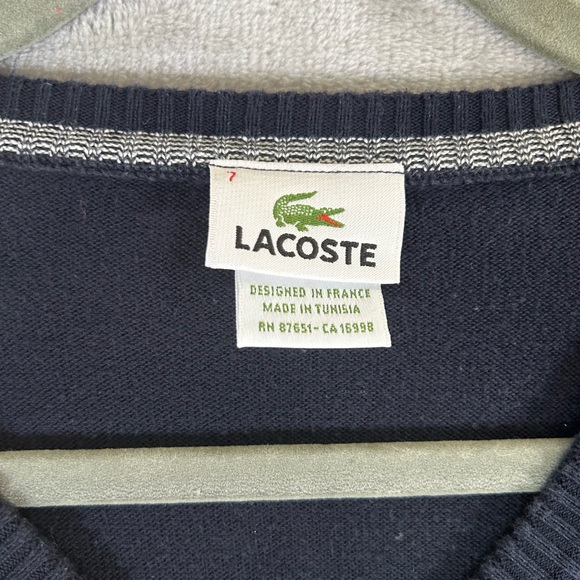 7
LACOSTE
DESIGNED IN FRANCE
MADE IN TUNISIA
RN 87651-CA 16998